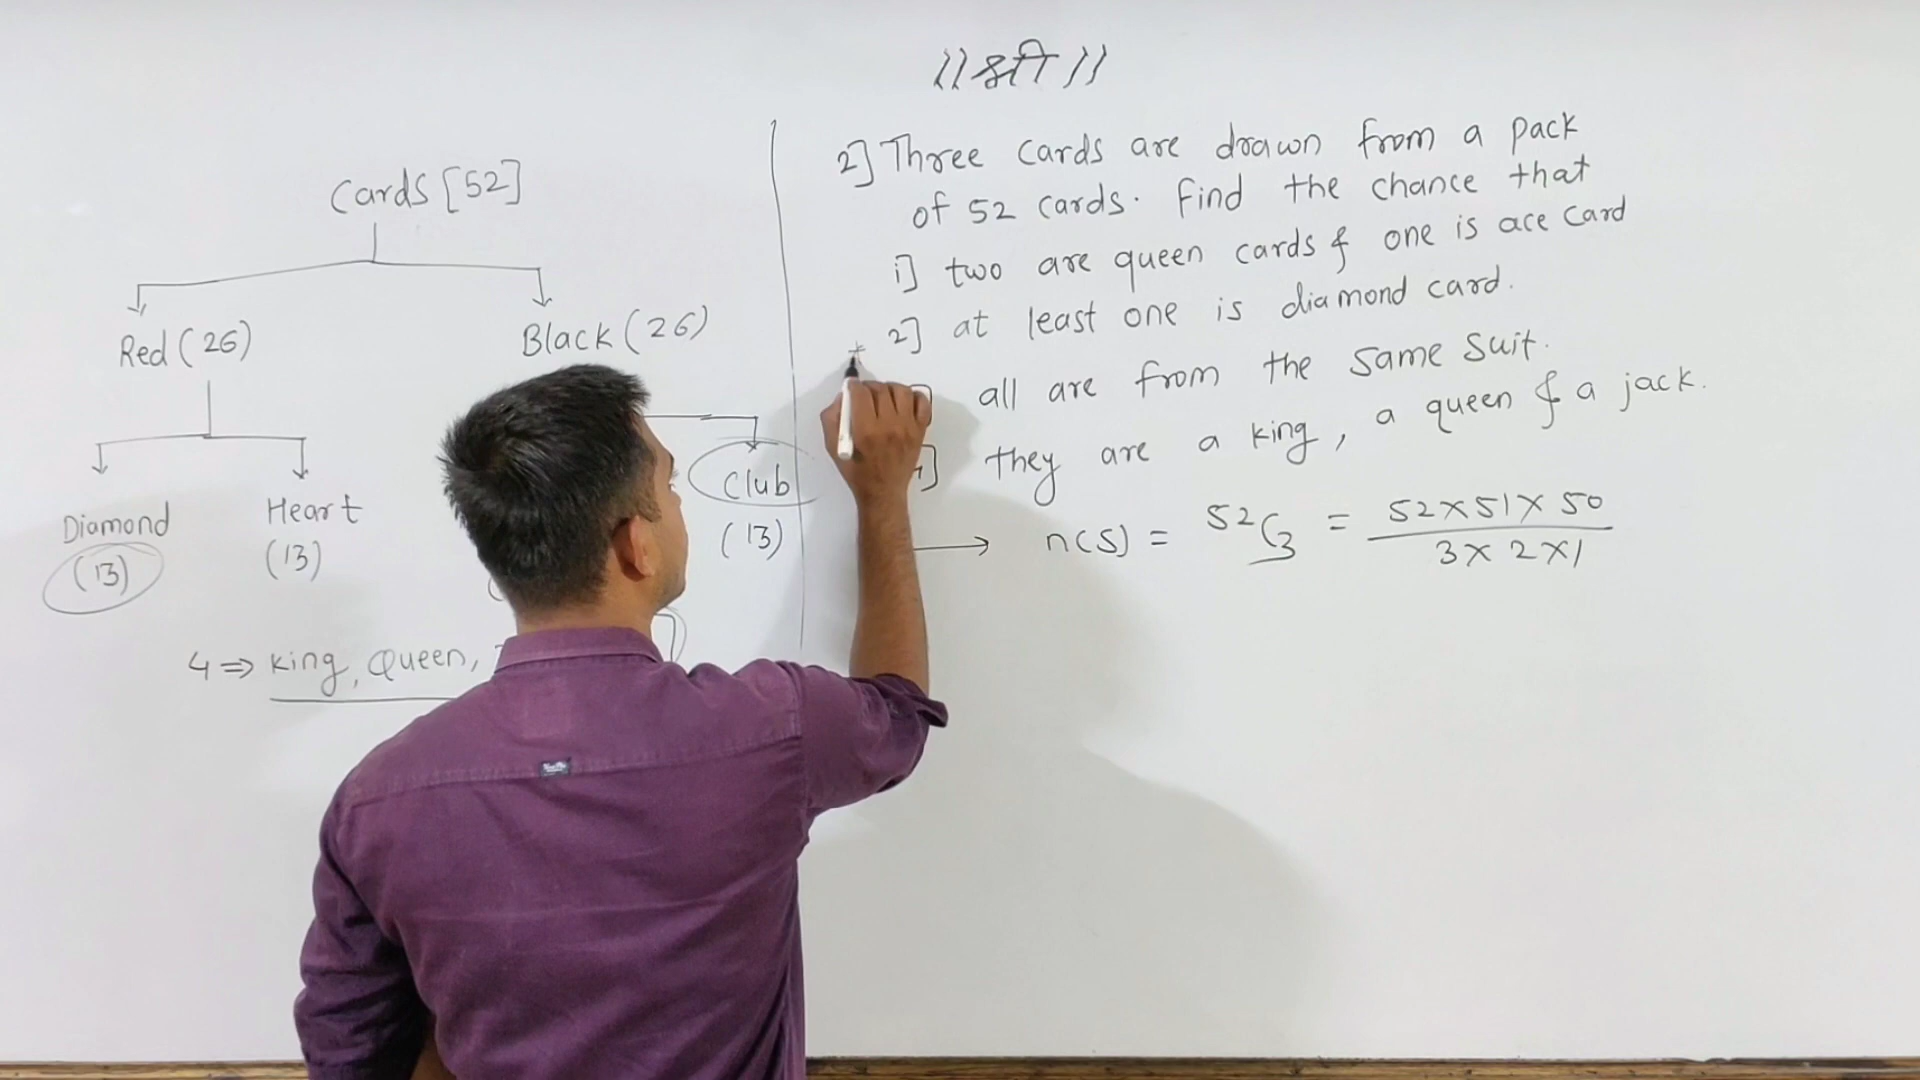 ॥ श्री ॥
Cards [52]
Red (26)
Black (26)
Diamond
(13)
Heart
(13)
Club
(13)
4 ⇒ king, Queen,
2] Three cards are drawn from a pack
of 52 cards. Find the chance that
i] two are queen cards & one is ace card
2] at least one is diamond card.
] all are from the same suit.
] they are a king, a queen & a jack.
→ n(S) = ⁵²C₃ = 52×51×50 / 3×2×1